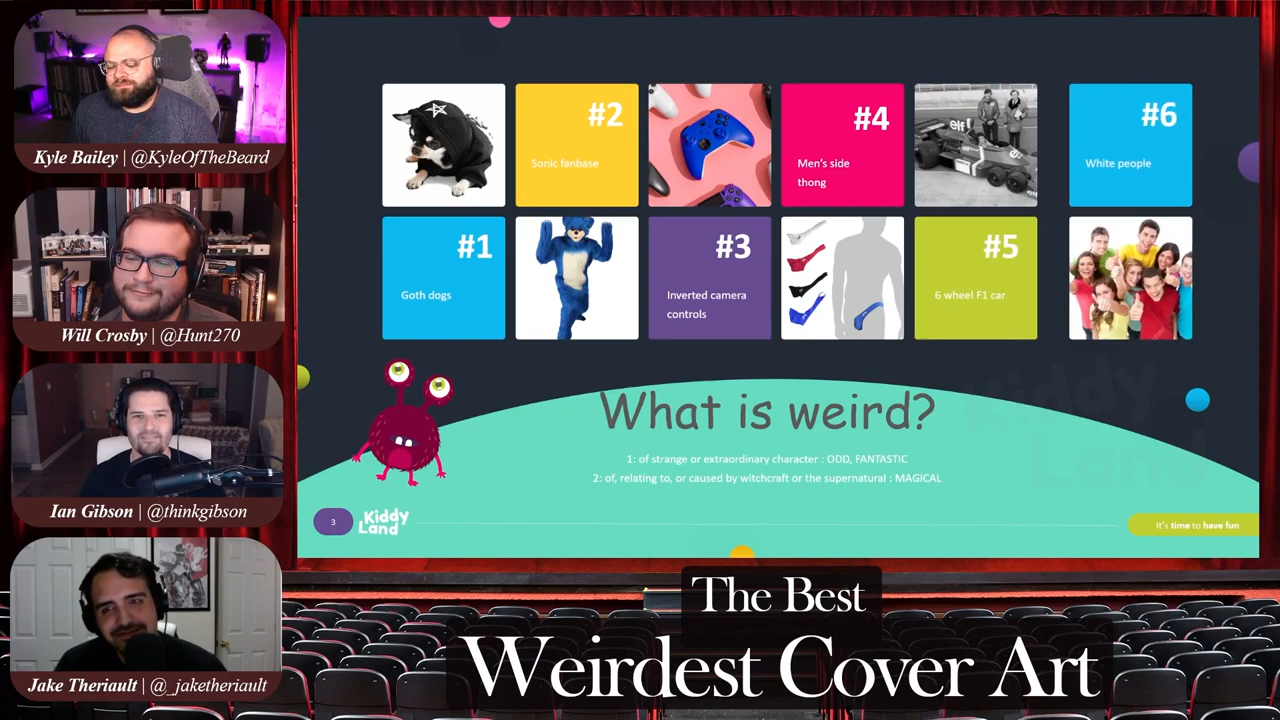 Kyle Bailey | @KyleOfTheBeard
Will Crosby | @Hunt270
Ian Gibson | @thinkgibson
Jake Theriault | @_jaketheriault
#2
Sonic fanbase
#4
Men's side
thong
elf
#6
White people
#1
Goth dogs
#3
Inverted camera
controls
#5
6 wheel F1 car
What is weird?
1: of strange or extraordinary character : ODD, FANTASTIC
2: of, relating to, or caused by witchcraft or the supernatural : MAGICAL
Kiddy
Land
3
Kiddy
Land
It's time to have fun
The Best
Weirdest Cover Art